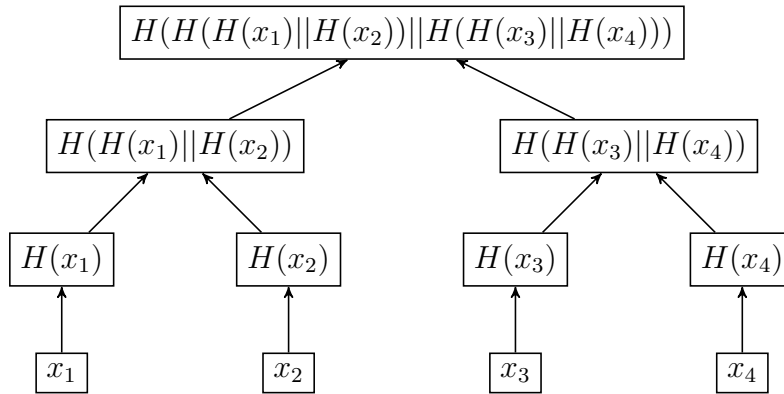 H(H(H(x₁)||H(x₂))||H(H(x₃)||H(x₄)))
H(H(x₁)||H(x₂)) H(H(x₃)||H(x₄))
H(x₁) H(x₂) H(x₃) H(x₄)
x₁ x₂ x₃ x₄